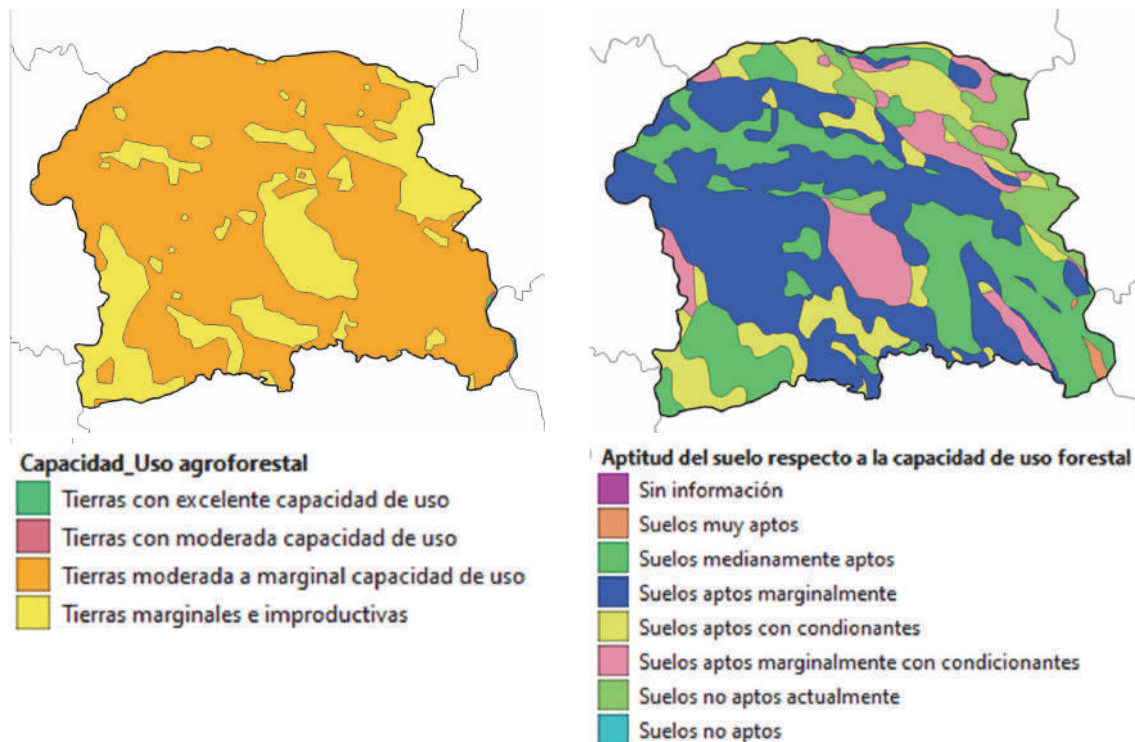 Capacidad_Uso agroforestal
Tierras con excelente capacidad de uso
Tierras con moderada capacidad de uso
Tierras moderada a marginal capacidad de uso
Tierras marginales e improductivas
Aptitud del suelo respecto a la capacidad de uso forestal
Sin información
Suelos muy aptos
Suelos medianamente aptos
Suelos aptos marginalmente
Suelos aptos con condionantes
Suelos aptos marginalmente con condicionantes
Suelos no aptos actualmente
Suelos no aptos